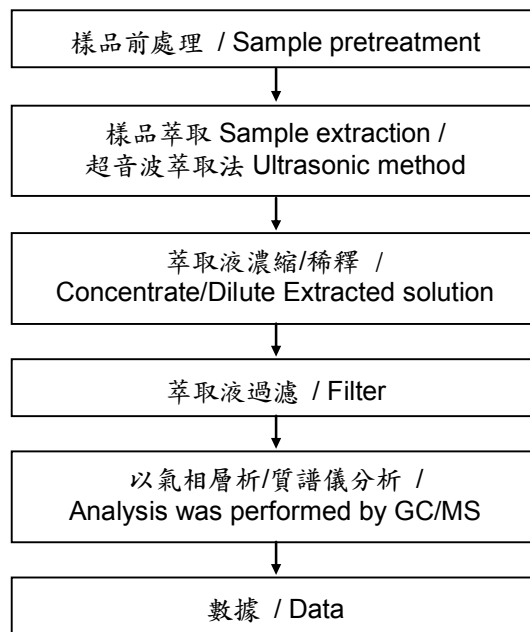 樣品前處理 / Sample pretreatment
樣品萃取 Sample extraction /
超音波萃取法 Ultrasonic method
萃取液濃縮/稀釋 /
Concentrate/Dilute Extracted solution
萃取液過濾 / Filter
以氣相層析/質譜儀分析 /
Analysis was performed by GC/MS
數據 / Data